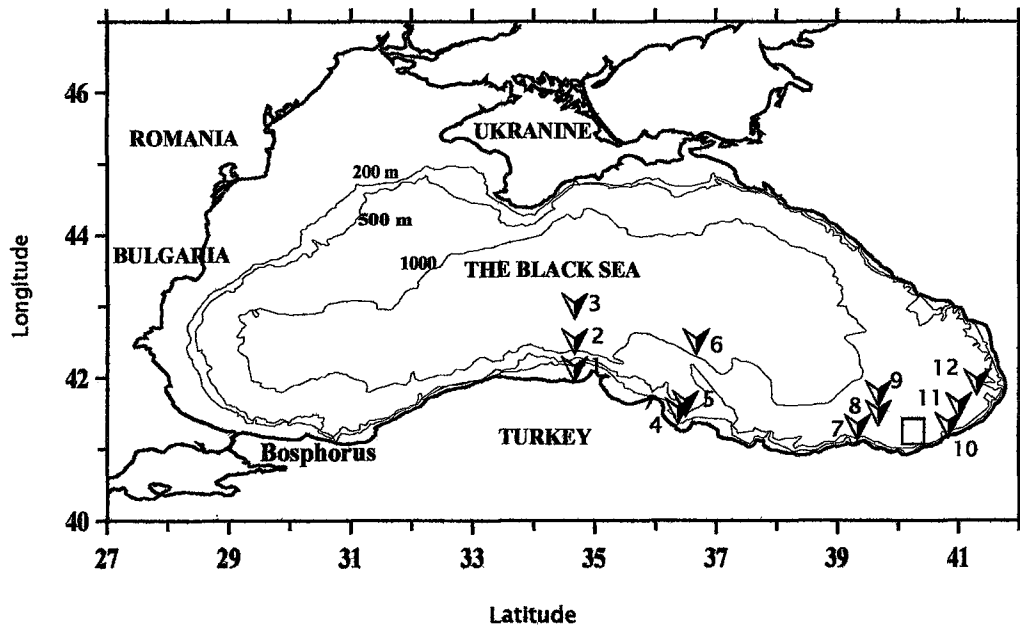 46
ROMANIA
UKRANINE
200 m
500 m
44
BULGARIA
1000
THE BLACK SEA
3
2
6
42
1
12
9
5
11
8
4
7
TURKEY
10
Bosphorus
40
27
29
31
33
35
37
39
41
Longitude
Latitude